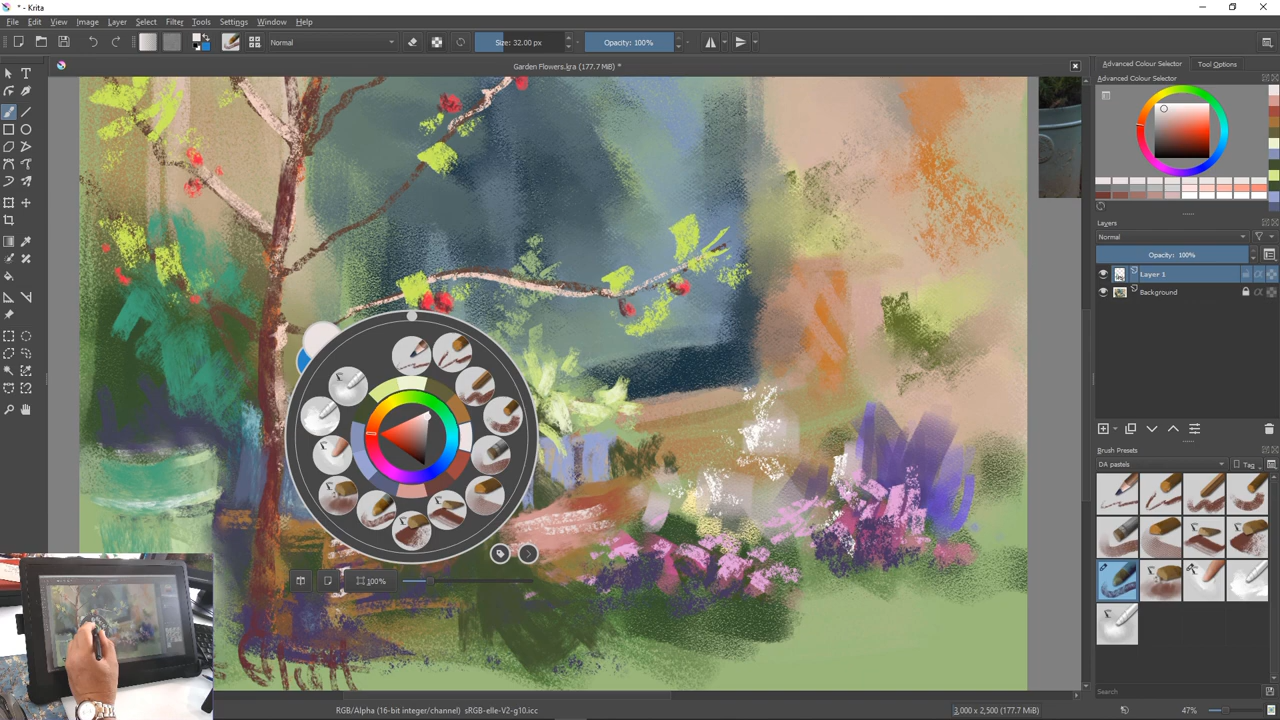 * - Krita
File Edit View Image Layer Select Filter Tools Settings Window Help
Normal Size: 32.00 px Opacity: 100%
Garden Flowers.kra (177.7 MiB) *
Advanced Colour Selector Tool Options
Advanced Colour Selector
Layers
Normal
Opacity: 100%
Layer 1
Background
Brush Presets
DA pastels Tag
100%
Search
RGB/Alpha (16-bit integer/channel) sRGB-elle-V2-g10.icc 3,000 x 2,500 (177.7 MiB) 47%